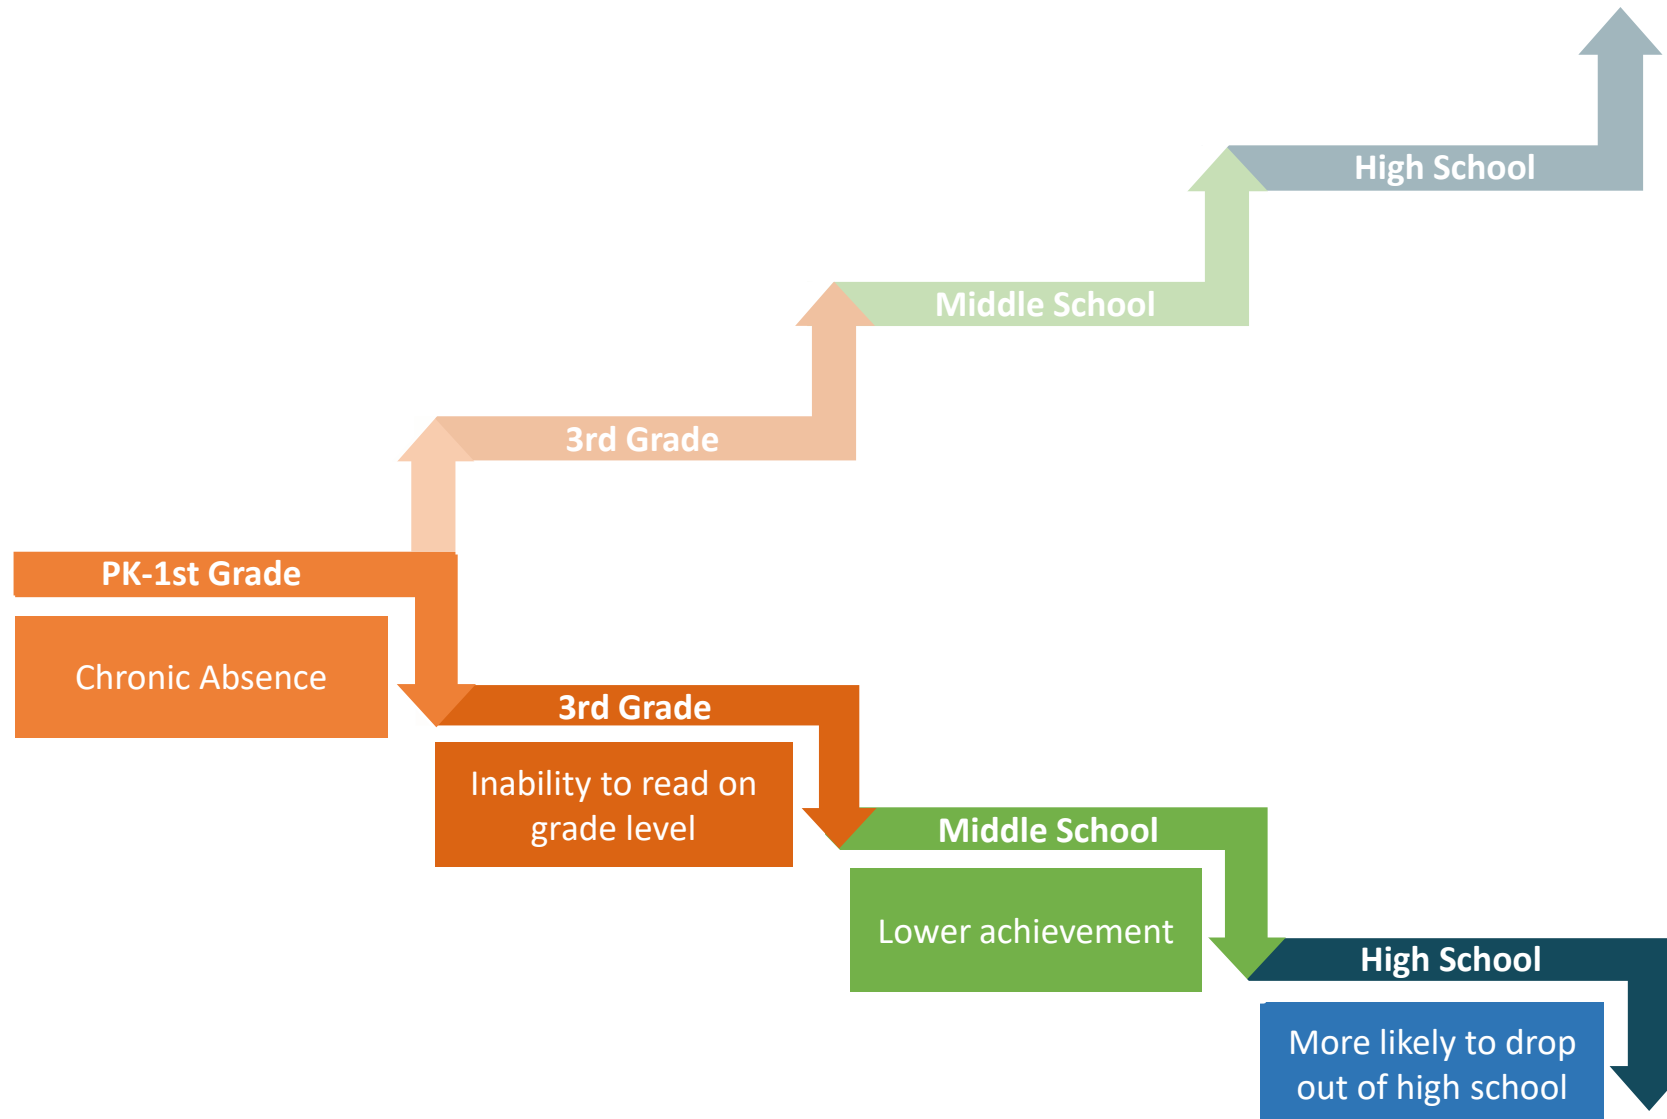 High School
Middle School
3rd Grade
PK-1st Grade
Chronic Absence
3rd Grade
Inability to read on
grade level
Middle School
Lower achievement
High School
More likely to drop
out of high school